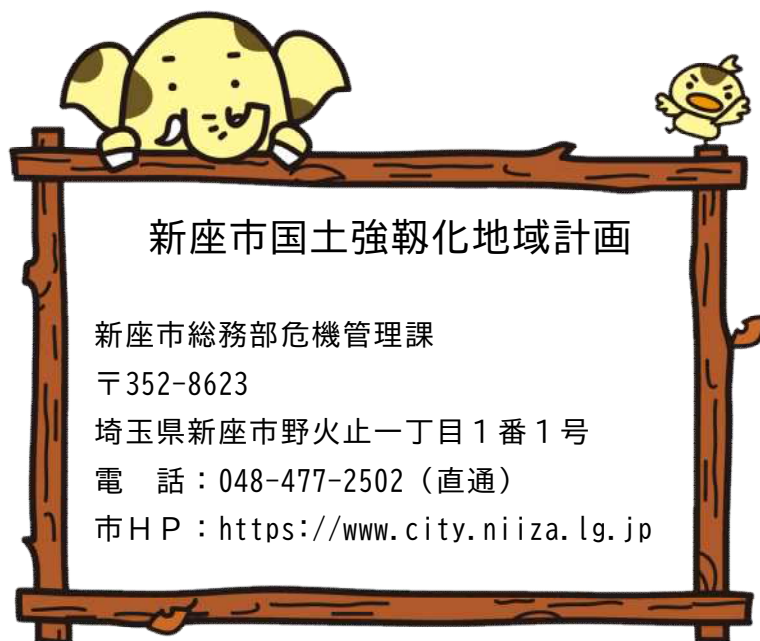 新座市国土強靱化地域計画
新座市総務部危機管理課
〒352-8623
埼玉県新座市野火止一丁目１番１号
電　話：048-477-2502（直通）
市ＨＰ：https://www.city.niiza.lg.jp